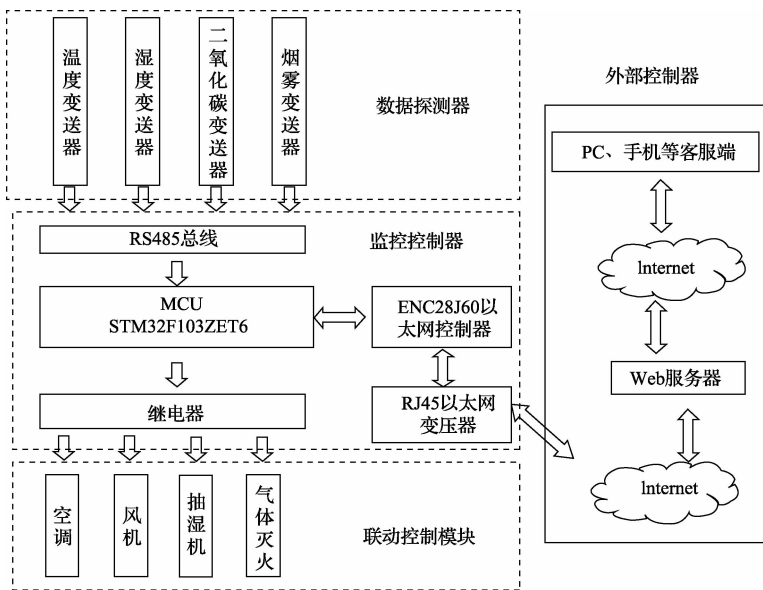 温度变送器
湿度变送器
二氧化碳变送器
烟雾变送器
数据探测器
RS485总线
监控控制器
MCU
STM32F103ZET6
ENC28J60以
太网控制器
继电器
RJ45以太网
变压器
空调
风机
抽湿机
气体灭火
联动控制模块
外部控制器
PC、手机等客服端
lnternet
Web服务器
lnternet